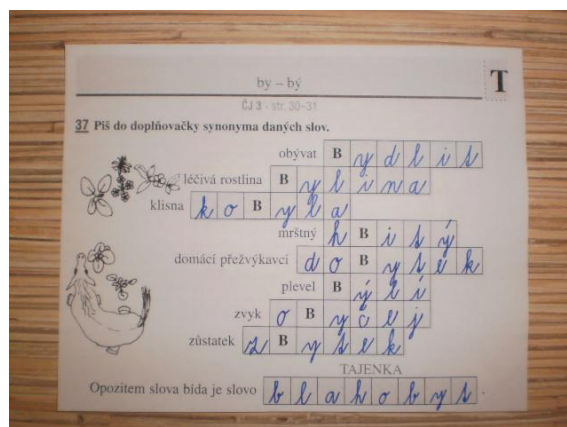 by – bý
T
ČJ 3 - str. 30–31
37 Piš do doplňovačky synonyma daných slov.
obývat B y d l i t
léčivá rostlina B y l i n a
klisna k o B y l a
mrštný h B i t ý
domácí přežvýkavci d o B y t e k
plevel B ý l í
zvyk o B y č e j
zůstatek z B y t e k
TAJENKA
Opozitem slova bída je slovo b l a h o b y t .